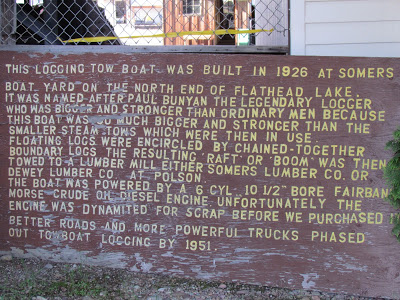 THIS LOGGING TOW BOAT WAS BUILT IN 1926 AT SOMERS
BOAT YARD ON THE NORTH END OF FLATHEAD LAKE.
IT WAS NAMED AFTER PAUL BUNYAN THE LEGENDARY LOGGER
WHO WAS BIGGER AND STRONGER THAN ORDINARY MEN BECAUSE
THIS BOAT WAS SO MUCH BIGGER AND STRONGER THAN THE
SMALLER STEAM TOWS WHICH WERE THEN IN USE
FLOATING LOGS WERE ENCIRCLED BY CHAINED-TOGETHER
BOUNDARY LOGS THE RESULTING "RAFT" OR "BOOM" WAS THEN
TOWED TO A LUMBER MILL EITHER SOMERS LUMBER CO. OR
DEWEY LUMBER CO. AT POLSON.
THE BOAT WAS POWERED BY A 6 CYL. 10 1/2" BORE FAIRBAN
MORSE CRUDE OIL DIESEL ENGINE UNFORTUNATELY THE
ENGINE WAS DYNAMITED FOR SCRAP BEFORE WE PURCHASED
BETTER ROADS AND MORE POWERFUL TRUCKS PHASED
OUT TOWBOAT LOGGING BY 1951.